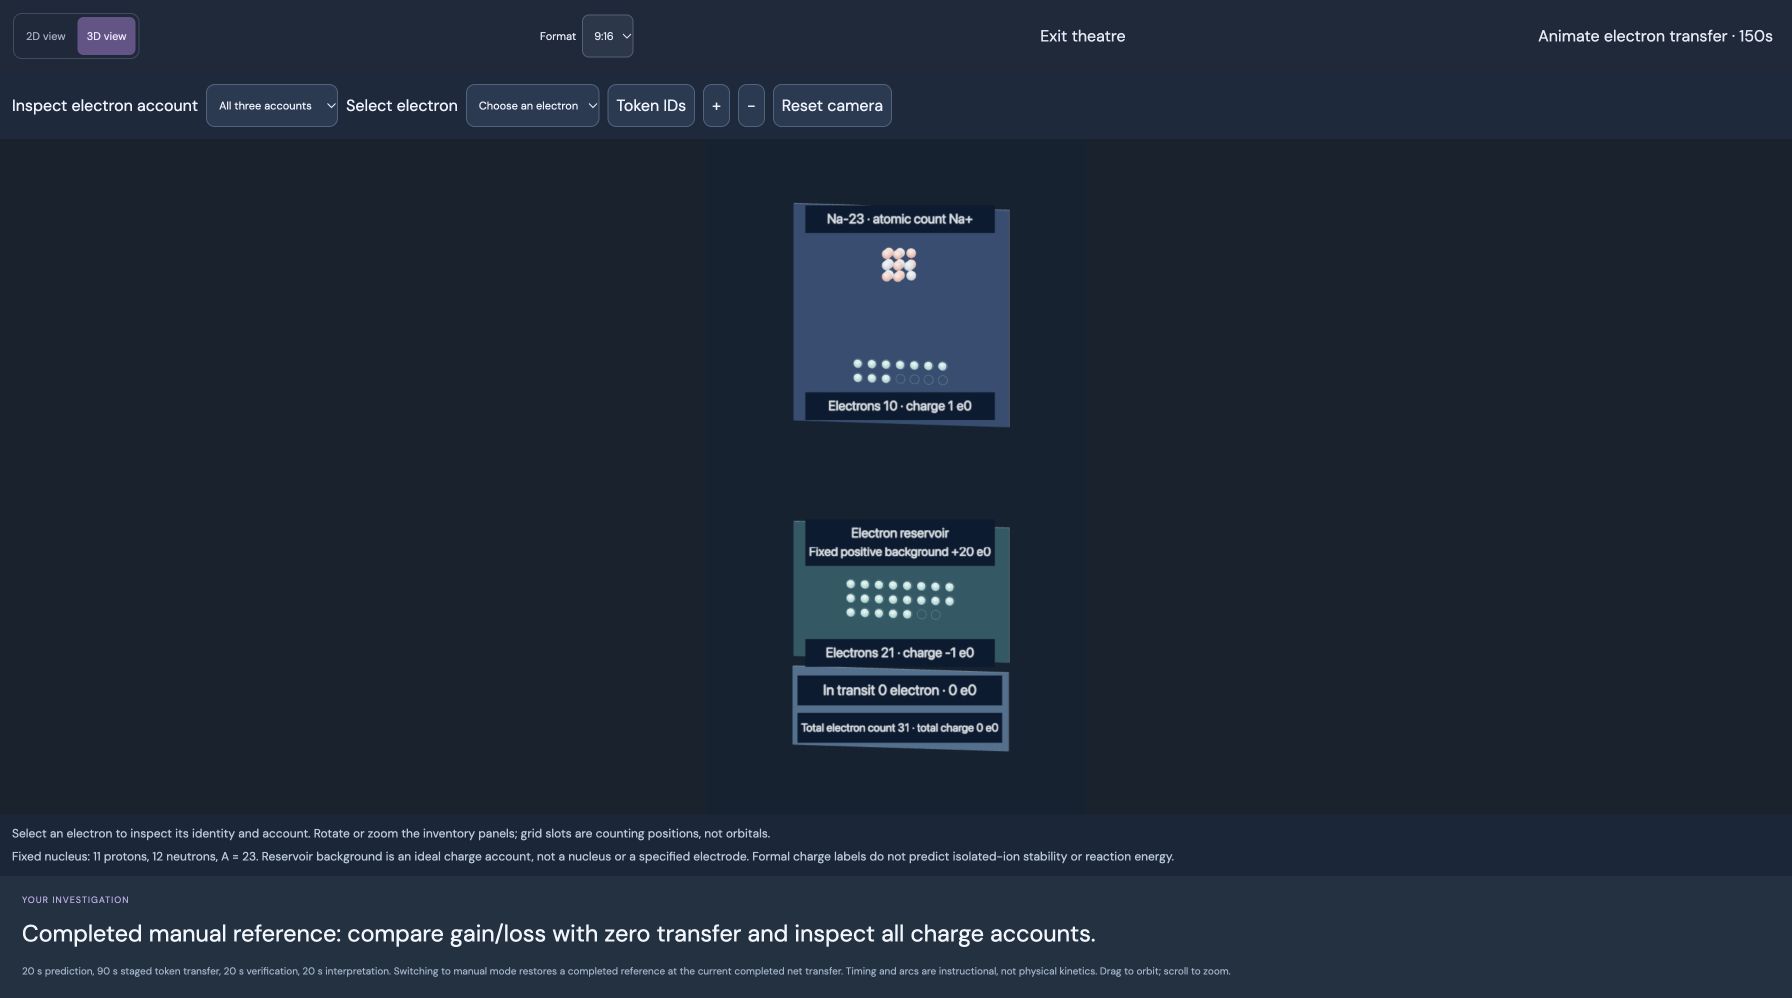 2D view 3D view Format 9:16 Exit theatre Animate electron transfer · 150s
Inspect electron account All three accounts Select electron Choose an electron Token IDs + - Reset camera
Na-23 · atomic count Na+
Electrons 10 · charge 1 e0
Electron reservoir
Fixed positive background +20 e0
Electrons 21 · charge -1 e0
In transit 0 electron · 0 e0
Total electron count 31 · total charge 0 e0
Select an electron to inspect its identity and account. Rotate or zoom the inventory panels; grid slots are counting positions, not orbitals.
Fixed nucleus: 11 protons, 12 neutrons, A = 23. Reservoir background is an ideal charge account, not a nucleus or a specified electrode. Formal charge labels do not predict isolated-ion stability or reaction energy.
YOUR INVESTIGATION
Completed manual reference: compare gain/loss with zero transfer and inspect all charge accounts.
20 s prediction, 90 s staged token transfer, 20 s verification, 20 s interpretation. Switching to manual mode restores a completed reference at the current completed net transfer. Timing and arcs are instructional, not physical kinetics. Drag to orbit; scroll to zoom.